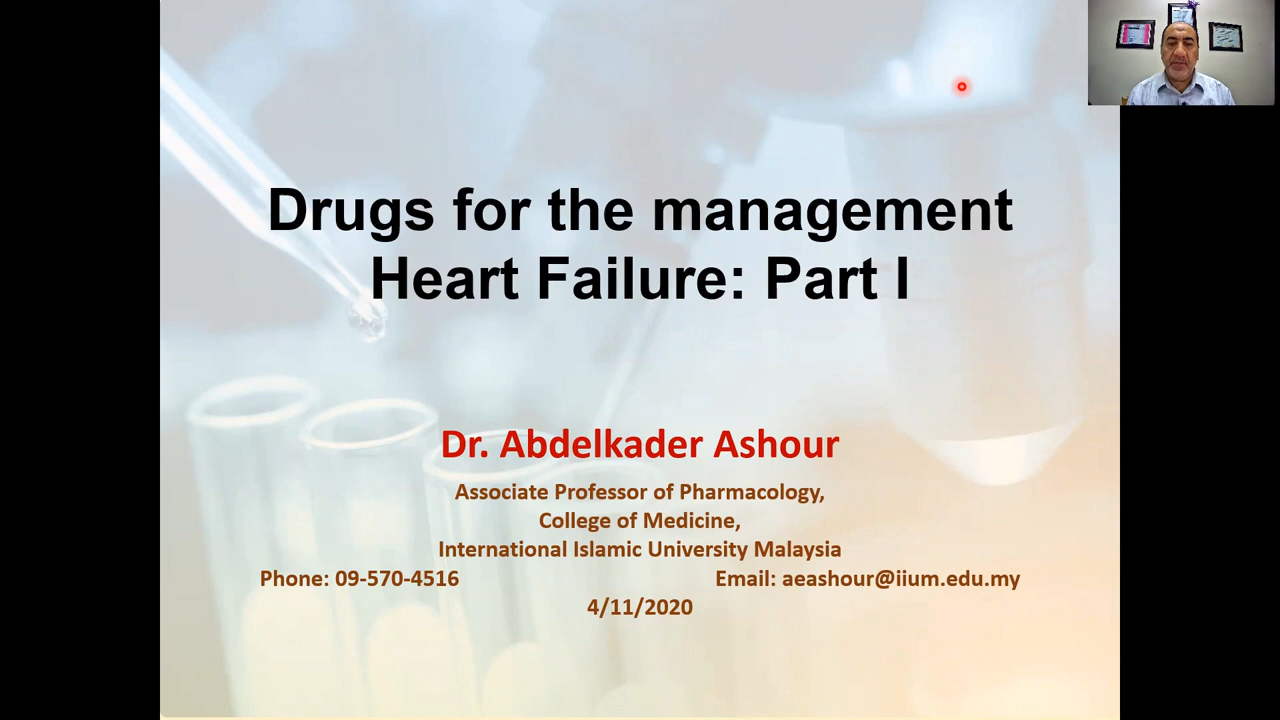 Drugs for the management
Heart Failure: Part I
Dr. Abdelkader Ashour
Associate Professor of Pharmacology,
College of Medicine,
International Islamic University Malaysia
Phone: 09-570-4516 Email: aeashour@iium.edu.my
4/11/2020